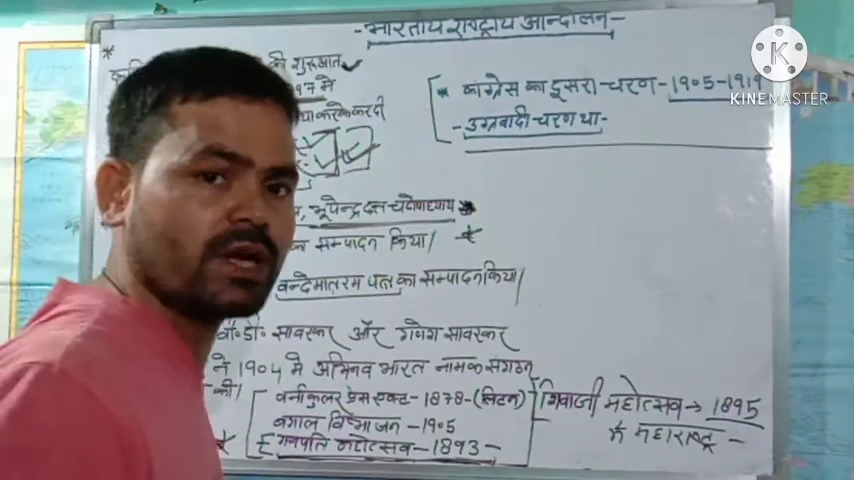 -भारतीय राष्ट्रीय आन्दोलन-
की शुरूआत
97 में
* कांग्रेस का दूसरा-चरण-1905-1919
-उग्रवादी-चरण था-
भूपेन्द्र दत्त चटोपाध्याय
का सम्पादन किया।
वन्देमातरम पत्र का सम्पादन किया।
वी०डी० सावरकर और गणेश सावरकर
ने 1904 मे अभिनव भारत नामक संगठन
की।
वर्नाकुलर प्रेस एक्ट-1878-(लिटन)
बंगाल विभाजन-1905
गणपति महोत्सव-1893-
शिवाजी महोत्सव→ 1895
में महाराष्ट्र-
KINEMASTER